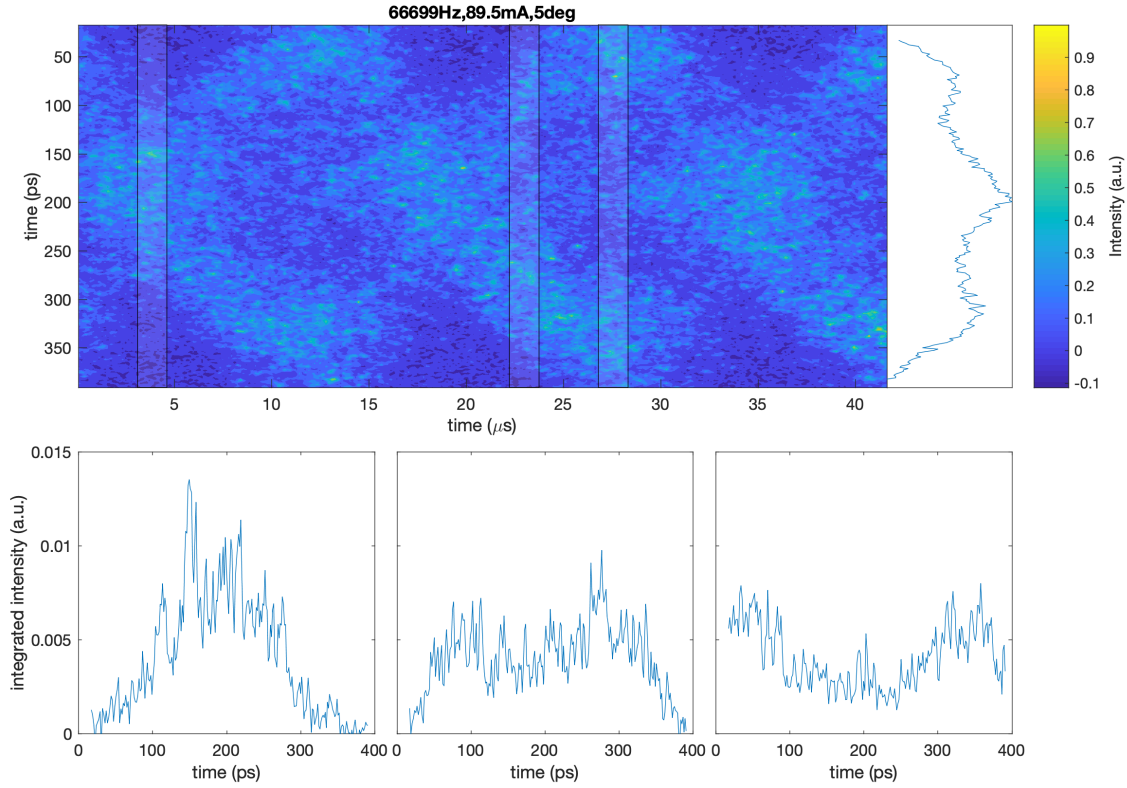 66699Hz,89.5mA,5deg
50
100
150
200
250
300
350
time (ps)
5
10
15
20
25
30
35
40
time (μs)
0.9
0.8
0.7
0.6
0.5
0.4
0.3
0.2
0.1
0
-0.1
Intensity (a.u.)
0.015
0.01
0.005
0
integrated intensity (a.u.)
0 100 200 300 400
time (ps)
0 100 200 300 400
time (ps)
0 100 200 300 400
time (ps)